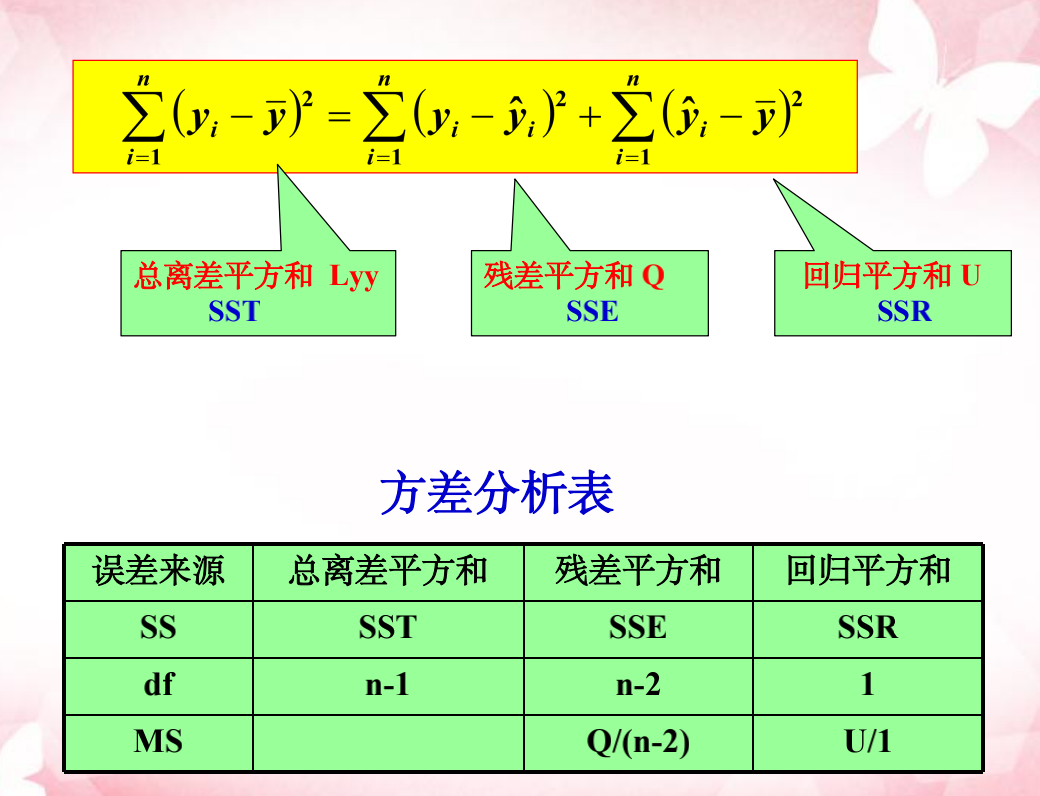 $\sum_{i=1}^{n}(y_i-\bar{y})^2=\sum_{i=1}^{n}(y_i-\hat{y}_i)^2+\sum_{i=1}^{n}(\hat{y}_i-\bar{y})^2$
总离差平方和 Lyy
SST
残差平方和 Q
SSE
回归平方和 U
SSR
方差分析表
误差来源 总离差平方和 残差平方和 回归平方和
SS SST SSE SSR
df n-1 n-2 1
MS Q/(n-2) U/1